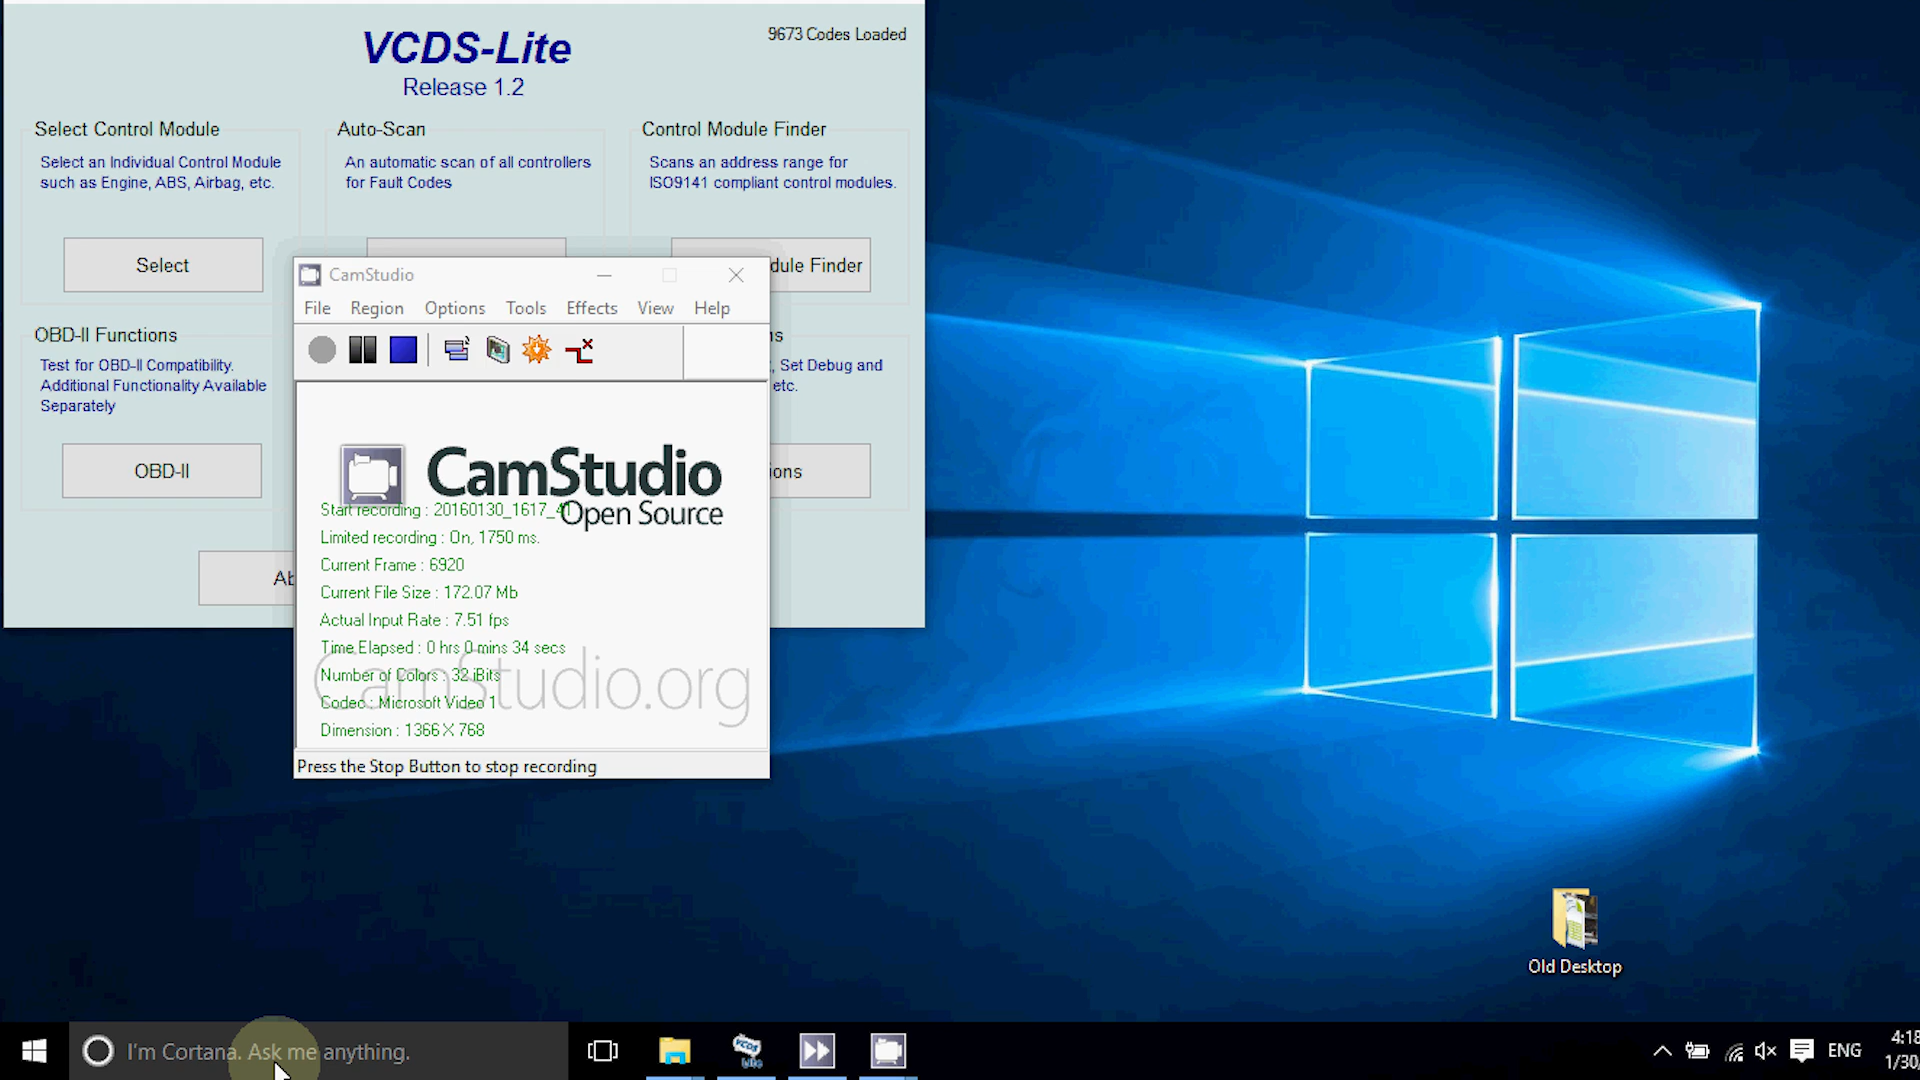 VCDS-Lite
Release 1.2
9673 Codes Loaded
Select Control Module
Select an Individual Control Module
such as Engine, ABS, Airbag, etc.
Select
Auto-Scan
An automatic scan of all controllers
for Fault Codes
Control Module Finder
Scans an address range for
ISO9141 compliant control modules.
dule Finder
OBD-II Functions
Test for OBD-II Compatibility.
Additional Functionality Available
Separately
OBD-II
ns
, Set Debug and
etc.
ions
Ab
CamStudio
File Region Options Tools Effects View Help
CamStudio
Open Source
Start recording : 20160130_1617_41
Limited recording : On, 1750 ms.
Current Frame : 6920
Current File Size : 172.07 Mb
Actual Input Rate : 7.51 fps
Time Elapsed : 0 hrs 0 mins 34 secs
CamStudio.org
Number of Colors : 32 Bits
Codec : Microsoft Video 1
Dimension : 1366 X 768
Press the Stop Button to stop recording
Old Desktop
I'm Cortana. Ask me anything.
VCDS
Lite
ENG
4:18
1/30/